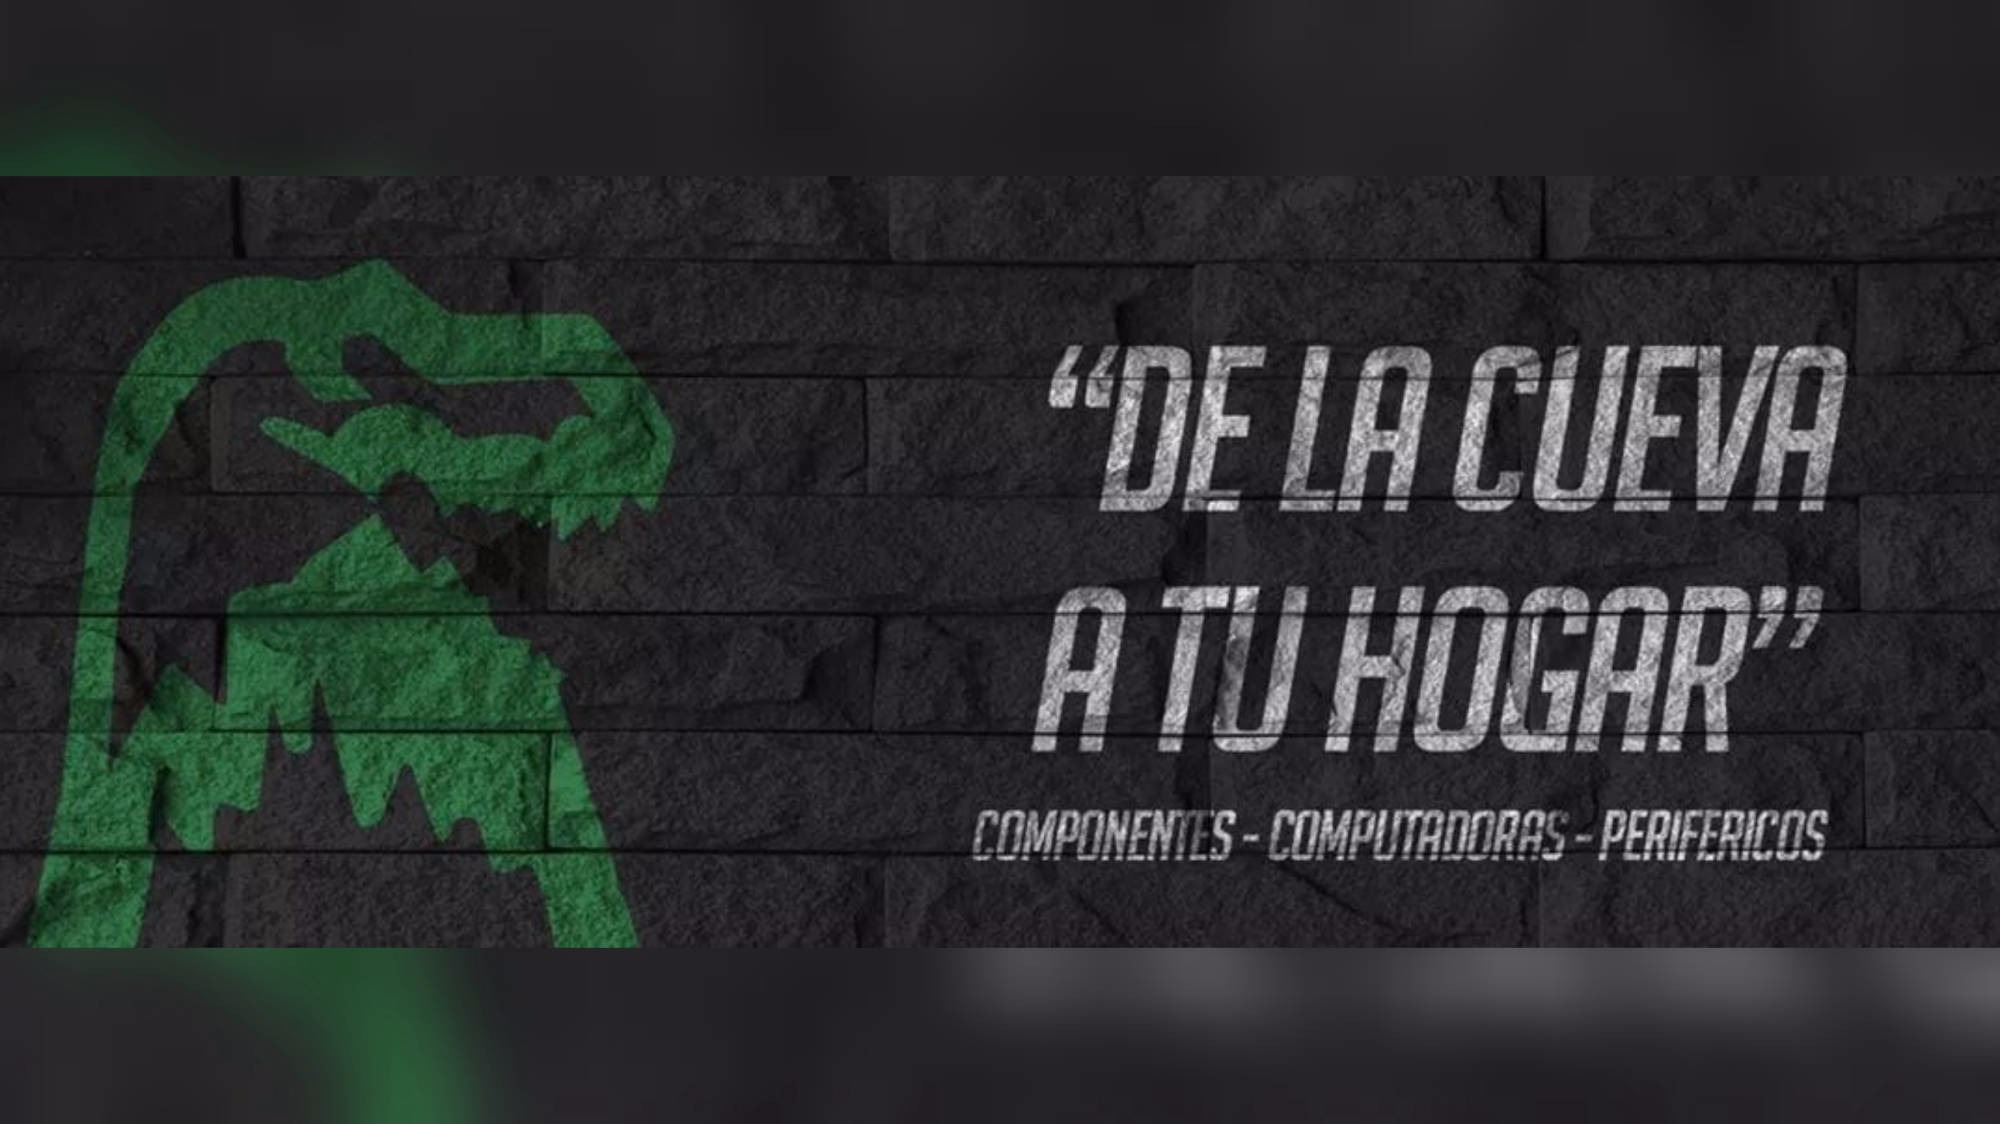 “DE LA CUEVA
A TU HOGAR”
COMPONENTES - COMPUTADORAS - PERIFERICOS